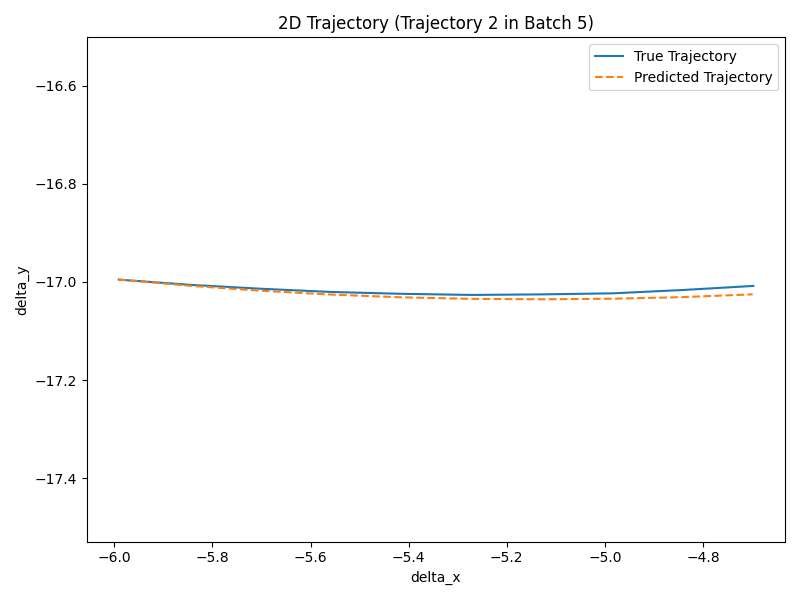 2D Trajectory (Trajectory 2 in Batch 5)
True Trajectory
Predicted Trajectory
−16.6
−16.8
−17.0
−17.2
−17.4
delta_y
−6.0 −5.8 −5.6 −5.4 −5.2 −5.0 −4.8
delta_x